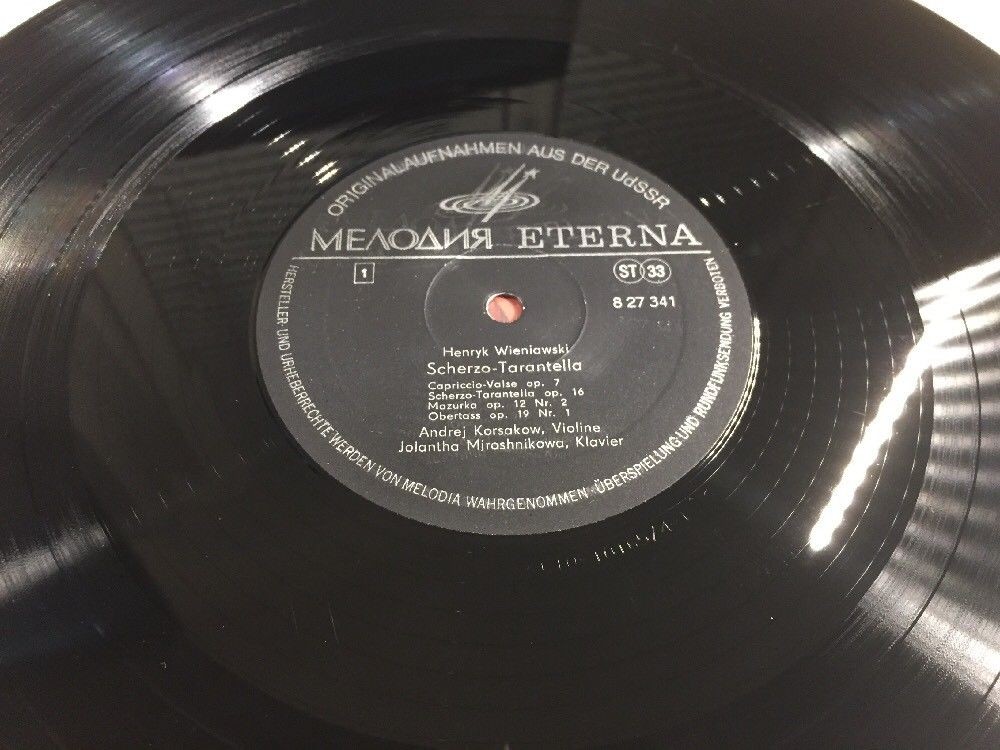 ORIGINALAUFNAHMEN AUS DER UdSSR
МЕЛОДИЯ ETERNA
1
ST 33
8 27 341
Henryk Wieniawski
Scherzo-Tarantella
Capriccio-Valse op. 7
Scherzo-Tarantella op. 16
Mazurka op. 12 Nr. 2
Obertass op. 19 Nr. 1
Andrej Korsakow, Violine
Jolantha Miroshnikowa, Klavier
HERSTELLER- UND URHEBERRECHTE WERDEN VON MELODIA WAHRGENOMMEN · ÜBERSPIELUNG UND RUNDFUNKSENDUNG VERBOTEN